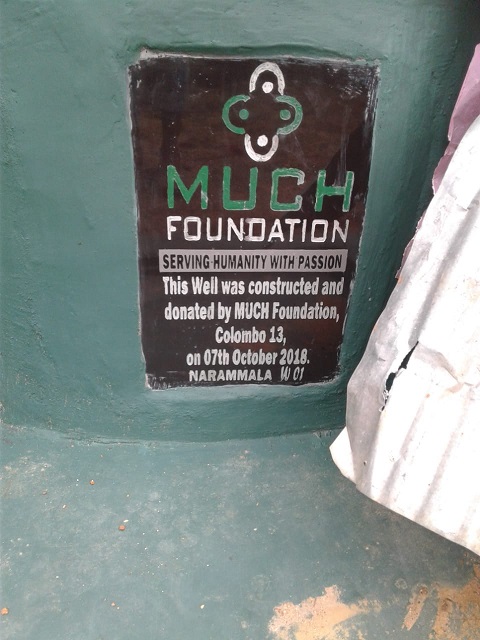 MUCH
FOUNDATION
SERVING HUMANITY WITH PASSION
This Well was constructed and
donated by MUCH Foundation,
Colombo 13,
on 07th October 2018.
NARAMMALA W 01